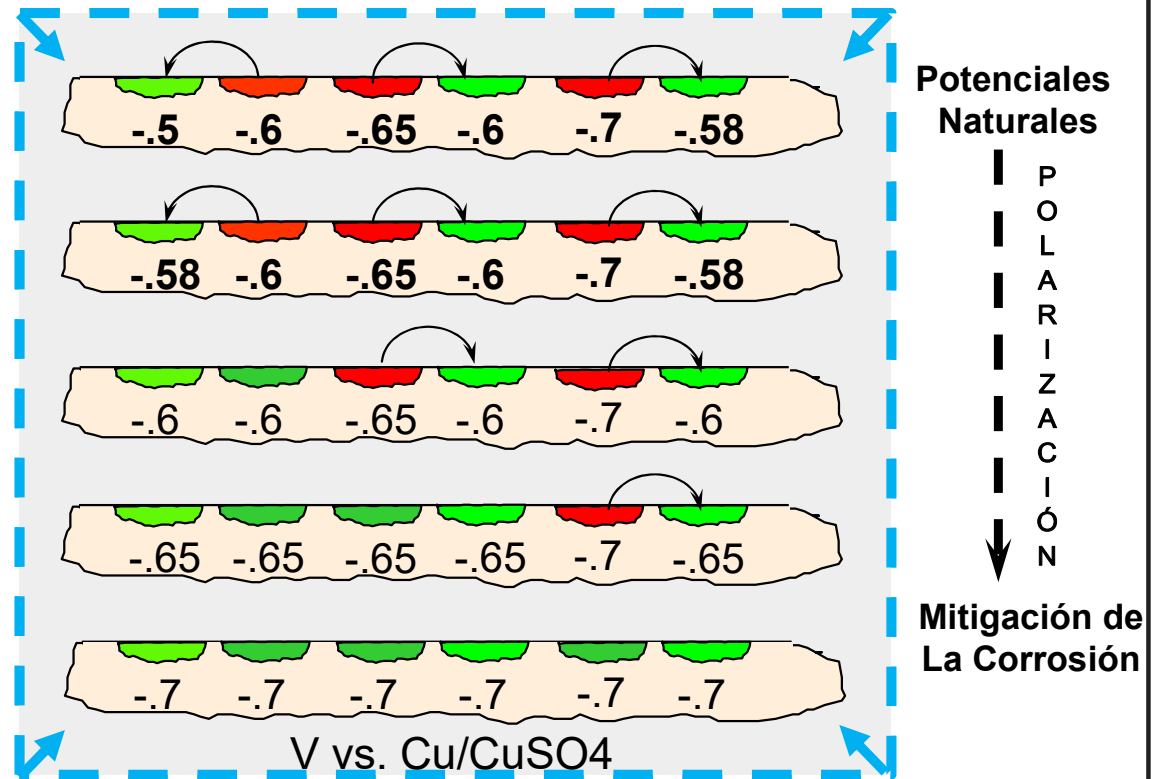 -.5 -.6 -.65 -.6 -.7 -.58
-.58 -.6 -.65 -.6 -.7 -.58
-.6 -.6 -.65 -.6 -.7 -.6
-.65 -.65 -.65 -.65 -.7 -.65
-.7 -.7 -.7 -.7 -.7 -.7
V vs. Cu/CuSO4
Potenciales
Naturales
POLARIZACIÓN
Mitigación de
La Corrosión